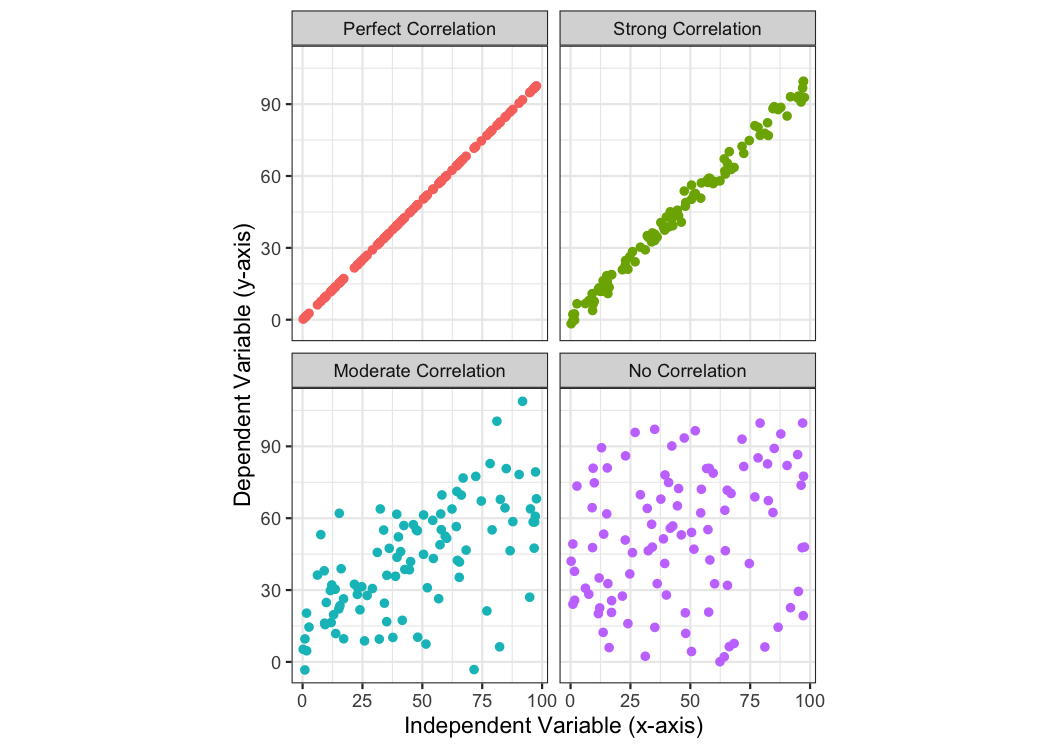 Perfect Correlation
Strong Correlation
90
60
30
0
Moderate Correlation
No Correlation
90
60
30
0
0 25 50 75 100
0 25 50 75 100
Dependent Variable (y-axis)
Independent Variable (x-axis)